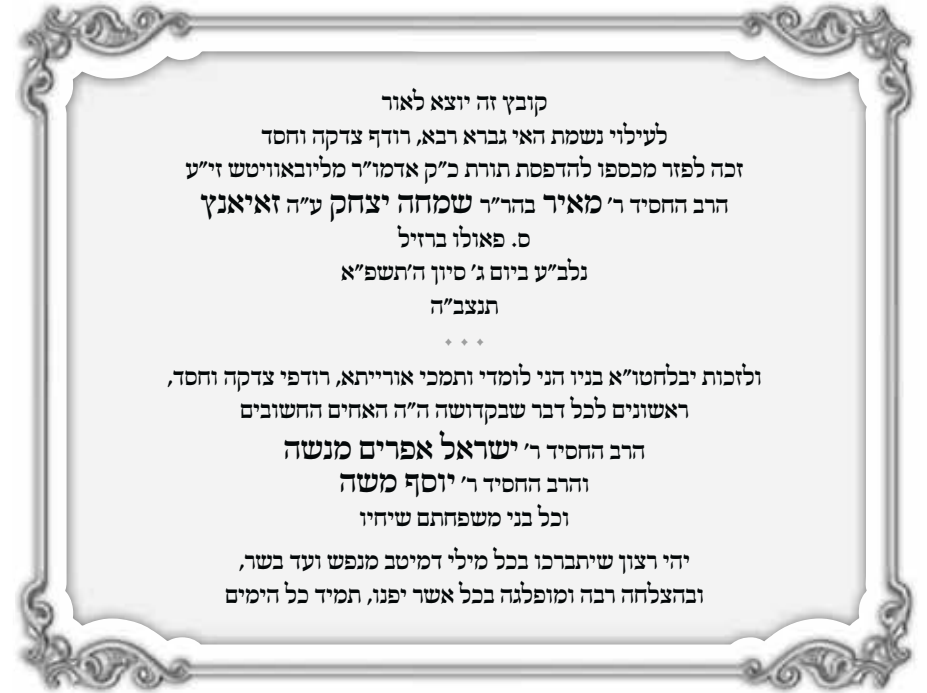 קובץ זה יוצא לאור
לעילוי נשמת האי גברא רבא, רודף צדקה וחסד
זכה לפזר מכספו להדפסת תורת כ"ק אדמו"ר מליובאוויטש זי"ע
הרב החסיד ר' מאיר בהר"ר שמחה יצחק ע"ה זאיאנץ
ס. פאולו ברזיל
נלב"ע ביום ג' סיון ה'תשפ"א
תנצב"ה
ולזכות יבלחטו"א בניו הני לומדי ותמכי אורייתא, רודפי צדקה וחסד,
ראשונים לכל דבר שבקדושה ה"ה האחים החשובים
הרב החסיד ר' ישראל אפרים מנשה
והרב החסיד ר' יוסף משה
וכל בני משפחתם שיחיו
יהי רצון שיתברכו בכל מילי דמיטב מנפש ועד בשר,
ובהצלחה רבה ומופלגה בכל אשר יפנו, תמיד כל הימים